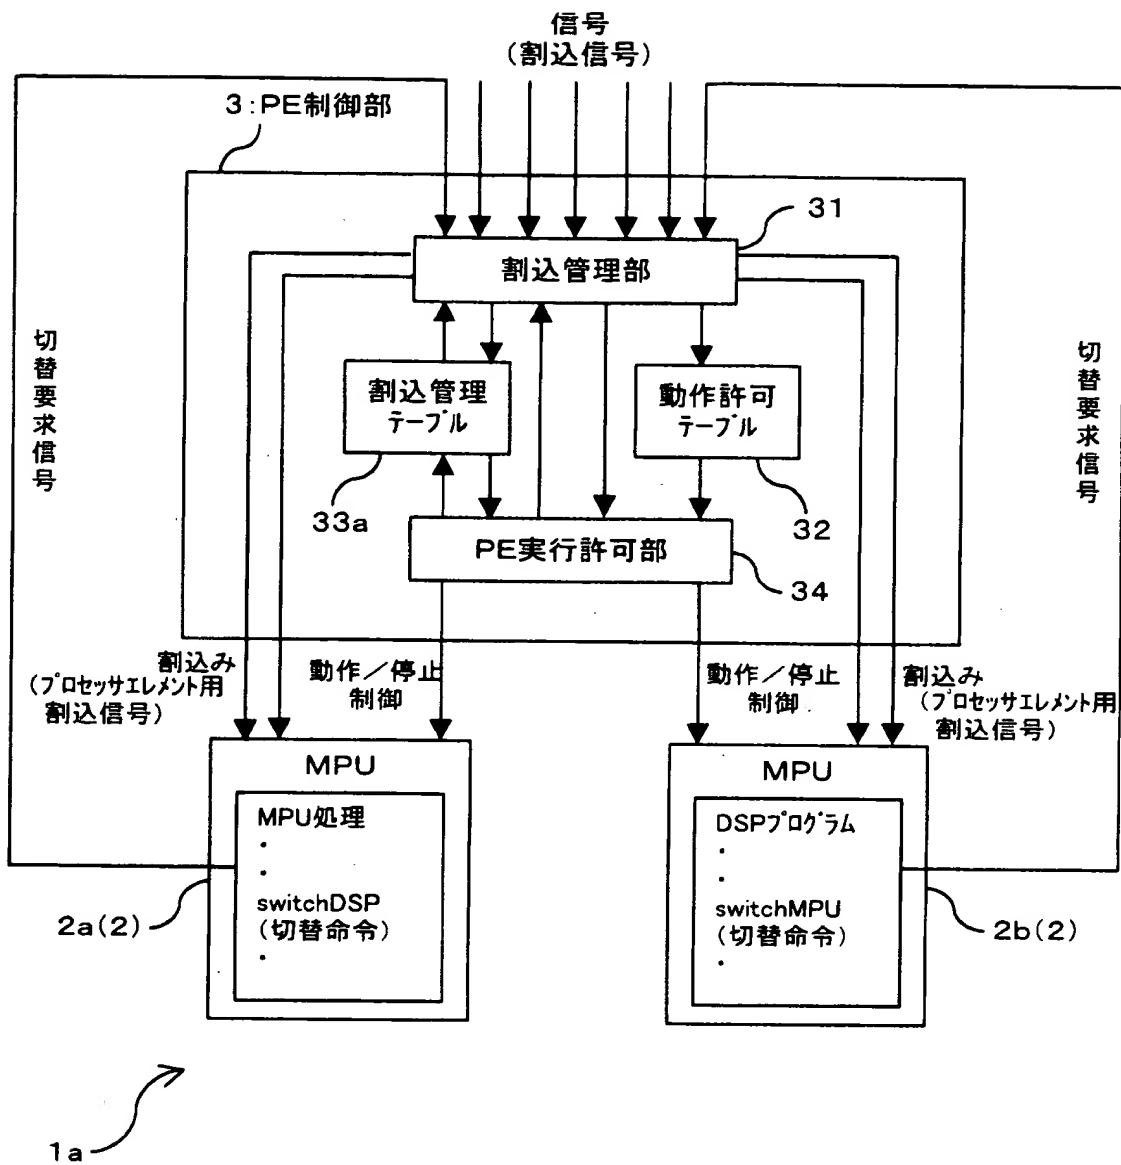 信号
(割込信号)
3:PE制御部
31
割込管理部
切替要求信号
切替要求信号
割込管理
テーブル
動作許可
テーブル
33a
32
PE実行許可部
34
割込み
(プロセッサエレメント用
割込信号)
動作/停止
制御
動作/停止
制御
割込み
(プロセッサエレメント用
割込信号)
MPU
MPU処理
・
・
switchDSP
(切替命令)
・
2a(2)
MPU
DSPプログラム
・
・
switchMPU
(切替命令)
・
2b(2)
1a